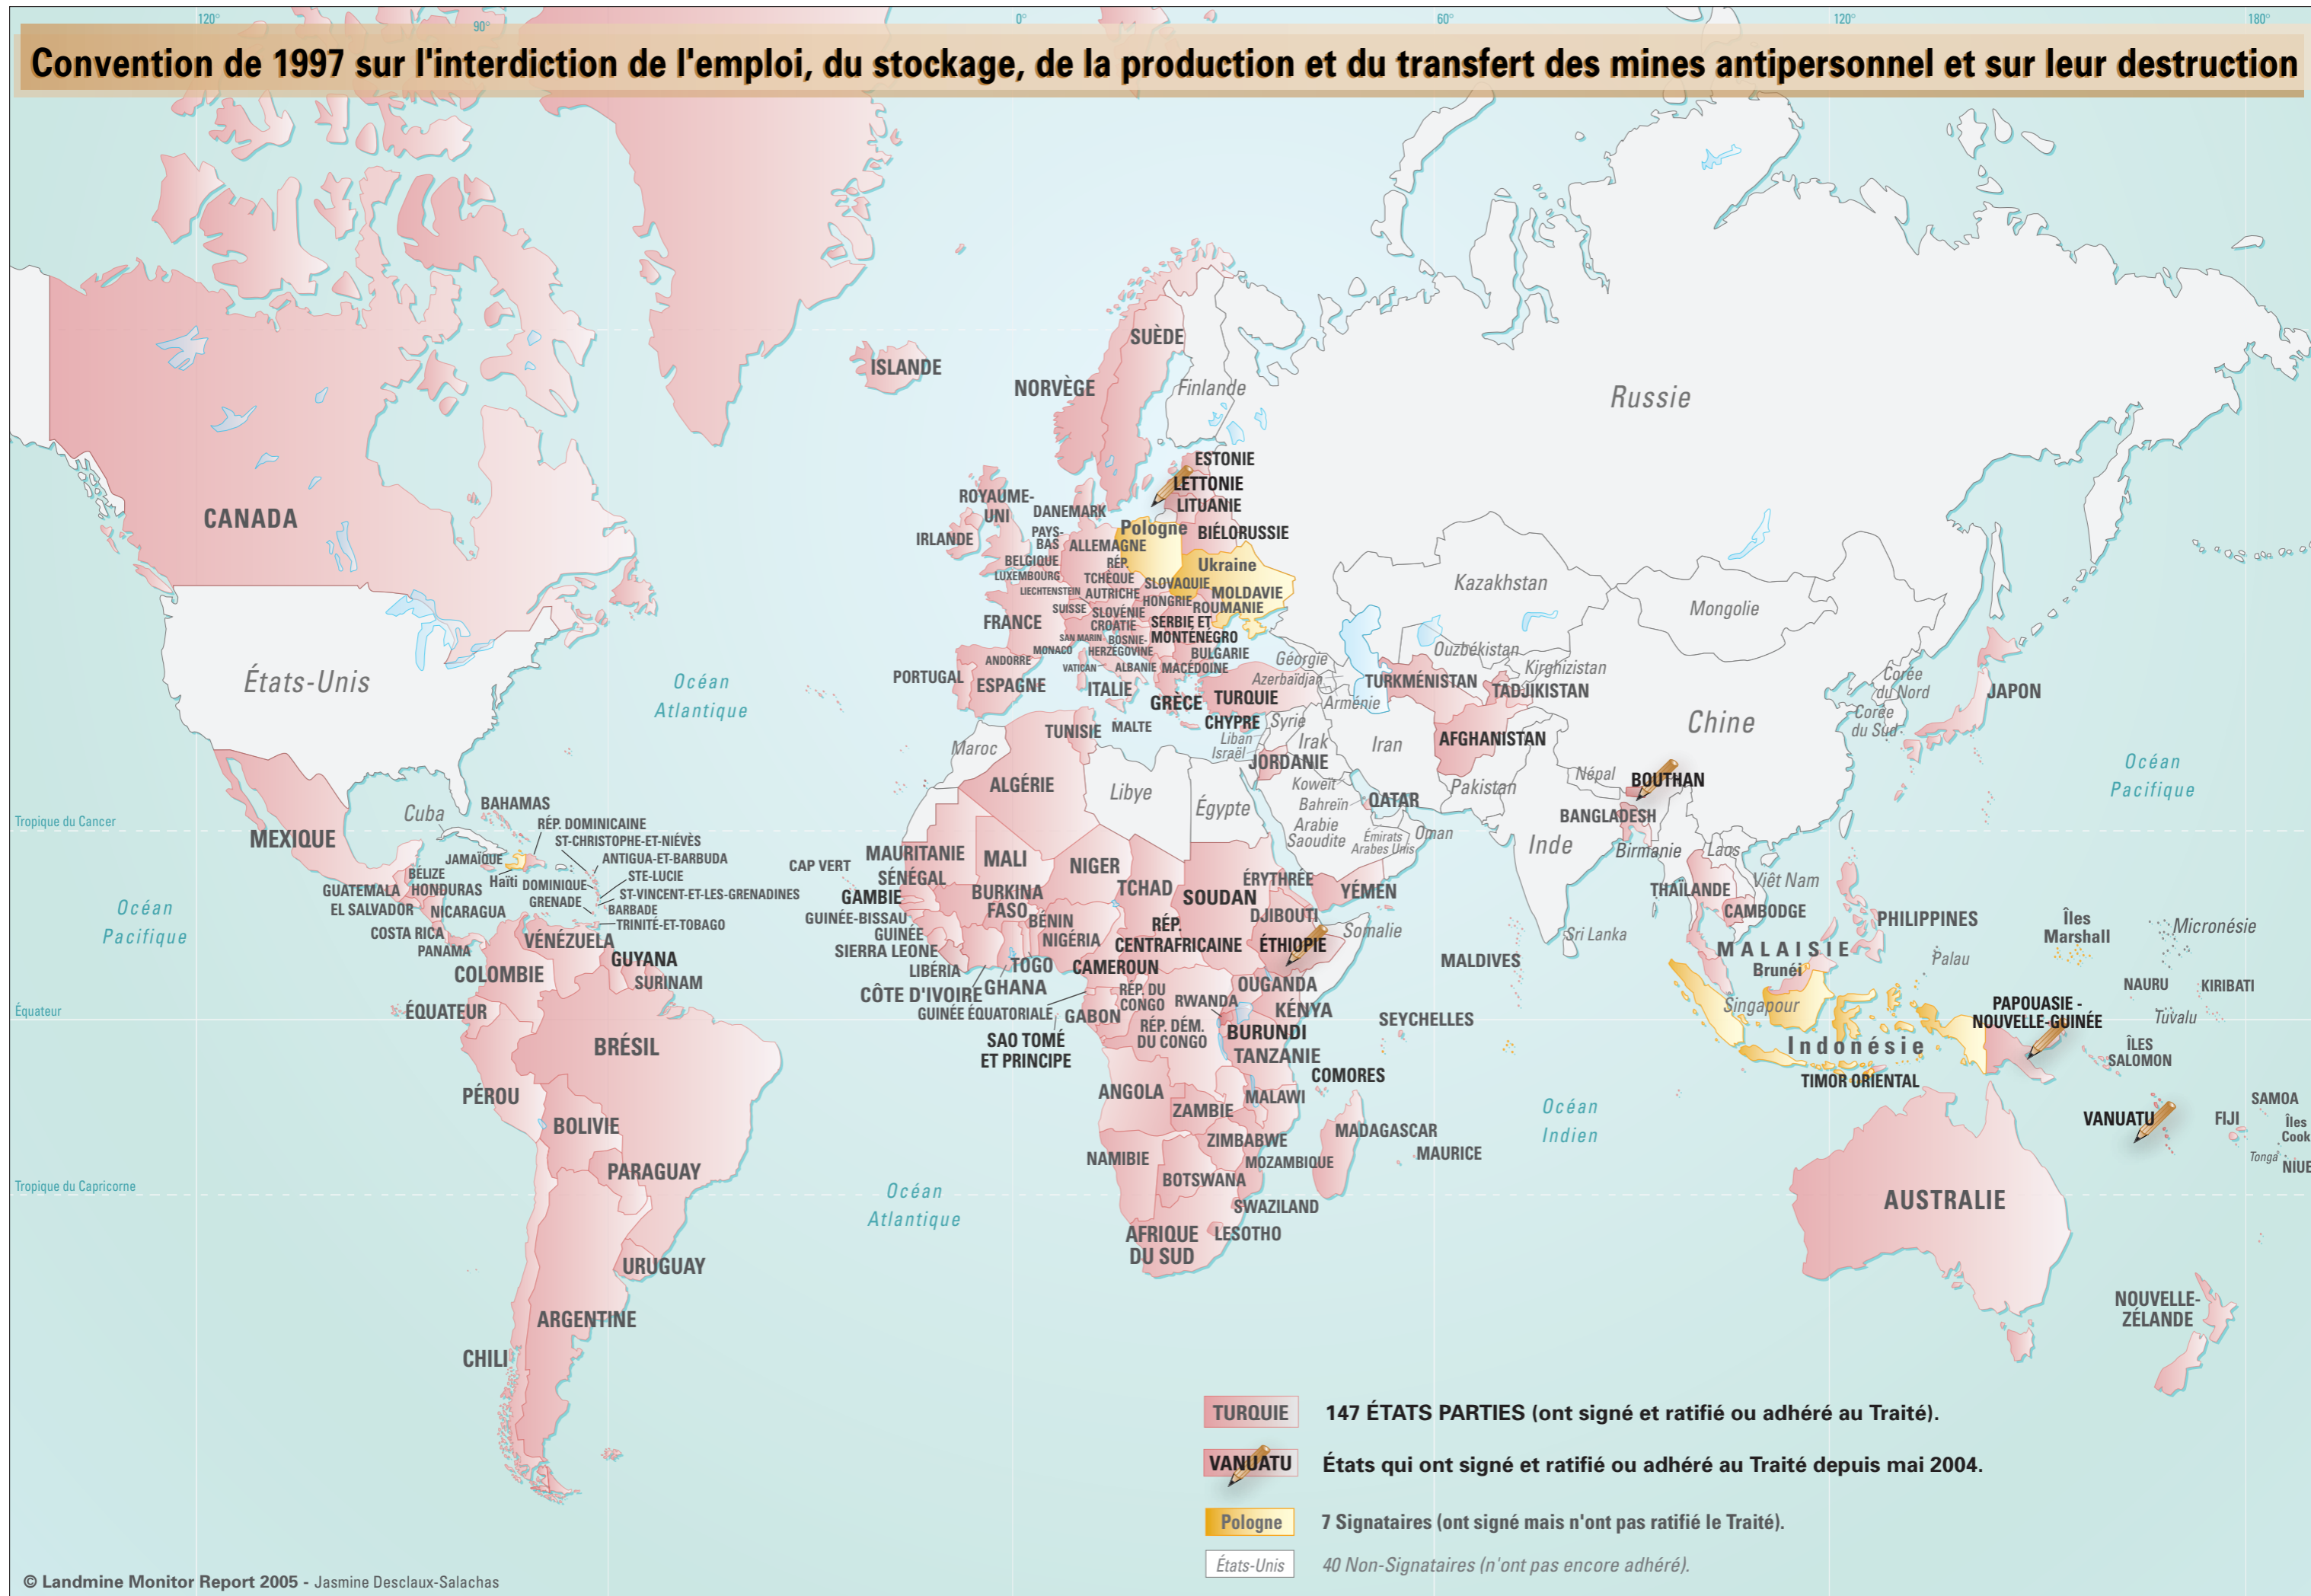 120°
90°
0°
60°
120°
180°
Convention de 1997 sur l'interdiction de l'emploi, du stockage, de la production et du transfert des mines antipersonnel et sur leur destruction
SUÈDE
ISLANDE
NORVÈGE
Finlande
Russie
ESTONIE
LETTONIE
LITUANIE
ROYAUME-
UNI
DANEMARK
CANADA
IRLANDE
PAYS-
BAS
ALLEMAGNE
Pologne
BIÉLORUSSIE
BELGIQUE
RÉP.
TCHÈQUE
Ukraine
LUXEMBOURG
SLOVAQUIE
LIECHTENSTEIN
AUTRICHE
HONGRIE
MOLDAVIE
ROUMANIE
SUISSE
SLOVÉNIE
CROATIE
FRANCE
SERBIE ET
MONTÉNÉGRO
SAN MARIN
BOSNIE-
HERZÉGOVINE
MONACO
BULGARIE
ANDORRE
VATICAN
ALBANIE
MACÉDOINE
PORTUGAL
ESPAGNE
ITALIE
GRÈCE
TURQUIE
CHYPRE
Kazakhstan
Mongolie
Ouzbékistan
Kirghizistan
Géorgie
Azerbaïdjan
Arménie
TURKMÉNISTAN
TADJIKISTAN
États-Unis
Océan
Atlantique
Corée
du Nord
Corée
du Sud
JAPON
Chine
TUNISIE
MALTE
Maroc
Syrie
Liban
Israël
Irak
Iran
AFGHANISTAN
JORDANIE
ALGÉRIE
Libye
Égypte
Koweït
Bahreïn
QATAR
Pakistan
Népal
BOUTHAN
BANGLADESH
Océan
Pacifique
Arabie
Saoudite
Émirats
Arabes Unis
Oman
Inde
Birmanie
Laos
Cuba
BAHAMAS
Tropique du Cancer
MEXIQUE
RÉP. DOMINICAINE
ST-CHRISTOPHE-ET-NIÉVÈS
ANTIGUA-ET-BARBUDA
JAMAÏQUE
BÉLIZE
Haïti
STE-LUCIE
DOMINIQUE
GUATEMALA
HONDURAS
ST-VINCENT-ET-LES-GRENADINES
GRENADE
BARBADE
EL SALVADOR
NICARAGUA
TRINITÉ-ET-TOBAGO
COSTA RICA
PANAMA
Océan
Pacifique
VÉNÉZUELA
GUYANA
COLOMBIE
SURINAM
CAP VERT
MAURITANIE
MALI
NIGER
SÉNÉGAL
TCHAD
SOUDAN
ÉRYTHRÉE
YÉMEN
GAMBIE
BURKINA
FASO
GUINÉE-BISSAU
BÉNIN
DJIBOUTI
GUINÉE
NIGÉRIA
RÉP.
CENTRAFRICAINE
Somalie
SIERRA LEONE
ÉTHIOPIE
LIBÉRIA
TOGO
CAMEROUN
CÔTE D'IVOIRE
GHANA
OUGANDA
RÉP. DU
CONGO
RWANDA
KÉNYA
GUINÉE ÉQUATORIALE
GABON
RÉP. DÉM.
DU CONGO
BURUNDI
SAO TOMÉ
ET PRINCIPE
TANZANIE
THAÏLANDE
Viêt Nam
CAMBODGE
PHILIPPINES
Sri Lanka
Îles
Marshall
Micronésie
MALAISIE
Brunéi
Palau
MALDIVES
NAURU
KIRIBATI
Singapour
PAPOUASIE -
NOUVELLE-GUINÉE
Tuvalu
Équateur
ÉQUATEUR
SEYCHELLES
BRÉSIL
Indonésie
ÎLES
SALOMON
TIMOR ORIENTAL
COMORES
PÉROU
ANGOLA
MALAWI
ZAMBIE
BOLIVIE
MADAGASCAR
ZIMBABWE
MAURICE
Océan
Indien
VANUATU
SAMOA
FIJI
Îles
Cook
Tonga
NIUE
NAMIBIE
MOZAMBIQUE
PARAGUAY
BOTSWANA
Tropique du Capricorne
Océan
Atlantique
SWAZILAND
AUSTRALIE
AFRIQUE
DU SUD
LESOTHO
URUGUAY
ARGENTINE
CHILI
NOUVELLE-
ZÉLANDE
TURQUIE
147 ÉTATS PARTIES (ont signé et ratifié ou adhéré au Traité).
VANUATU
États qui ont signé et ratifié ou adhéré au Traité depuis mai 2004.
Pologne
7 Signataires (ont signé mais n'ont pas ratifié le Traité).
États-Unis
40 Non-Signataires (n'ont pas encore adhéré).
© Landmine Monitor Report 2005 - Jasmine Desclaux-Salachas